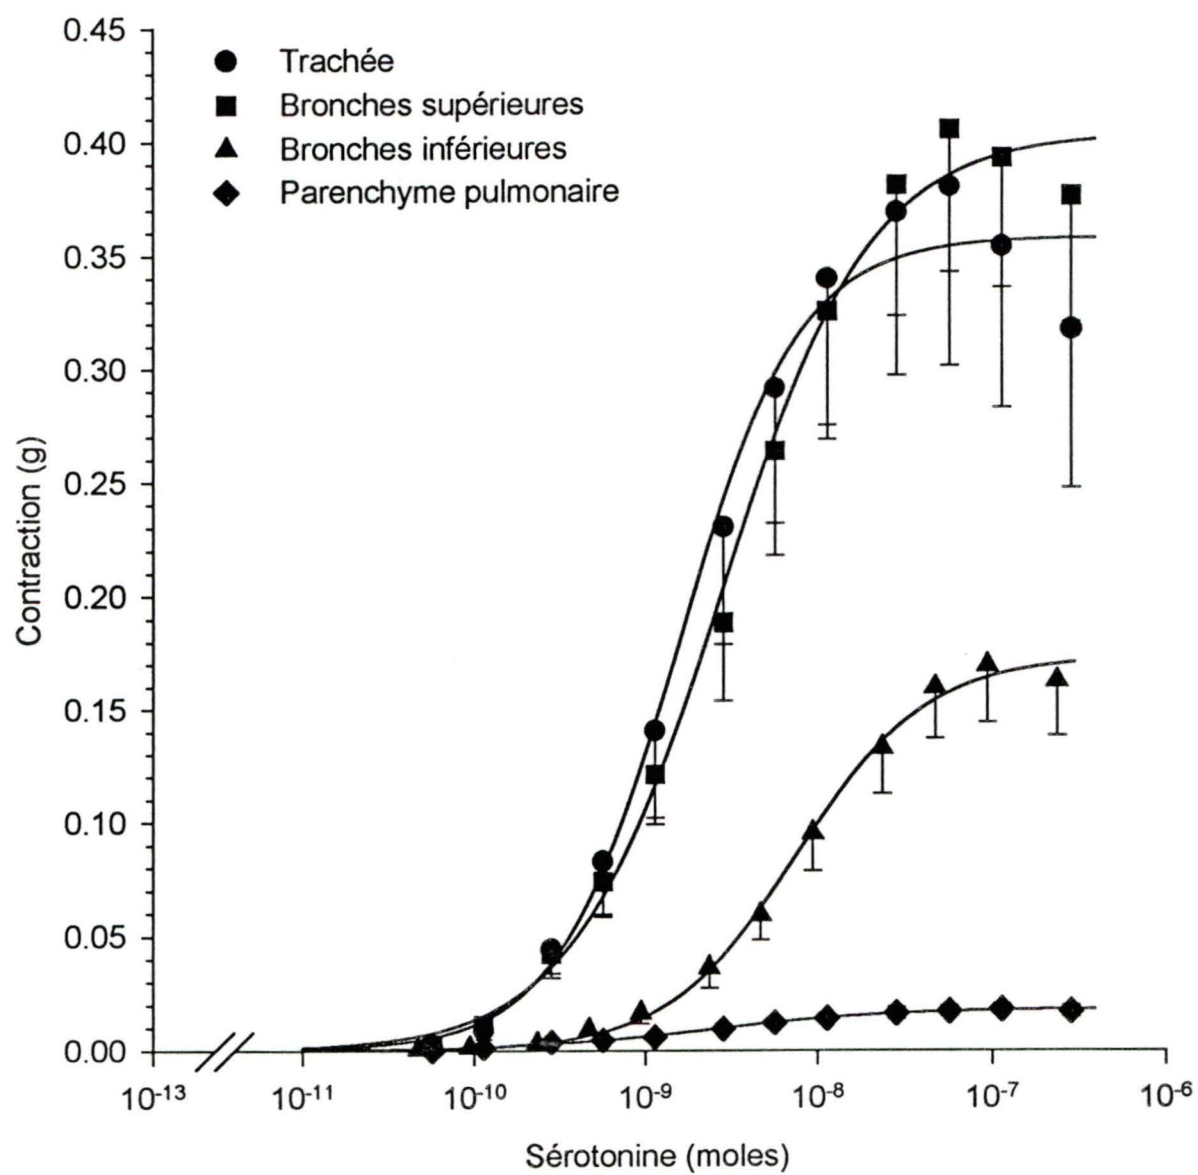 0.45
Trachée
Bronches supérieures
Bronches inférieures
Parenchyme pulmonaire
0.40
0.35
0.30
0.25
0.20
0.15
0.10
0.05
0.00
Contraction (g)
10-13
10-11
10-10
10-9
10-8
10-7
10-6
Sérotonine (moles)